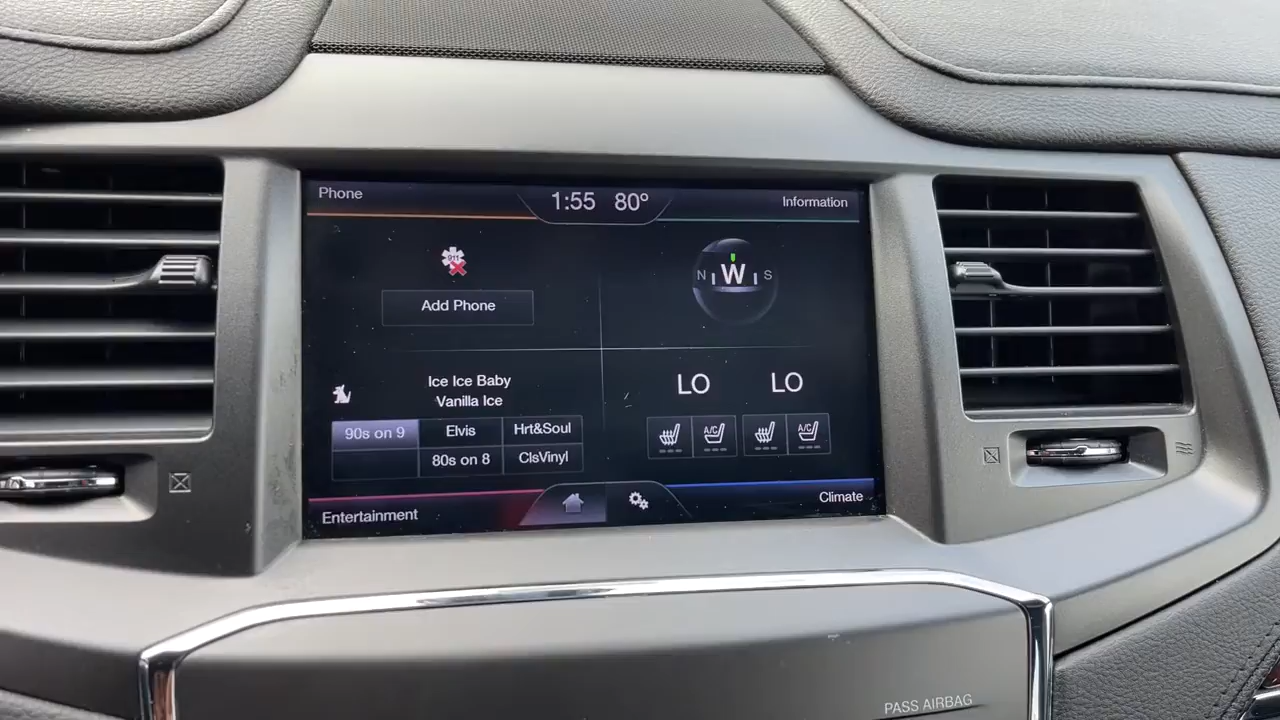 Phone
1:55 80°
Information
911
Add Phone
N W S
Ice Ice Baby
Vanilla Ice
90s on 9
Elvis
Hrt&Soul
80s on 8
ClsVinyl
LO LO
A/C
A/C
Entertainment
Climate
PASS AIRBAG